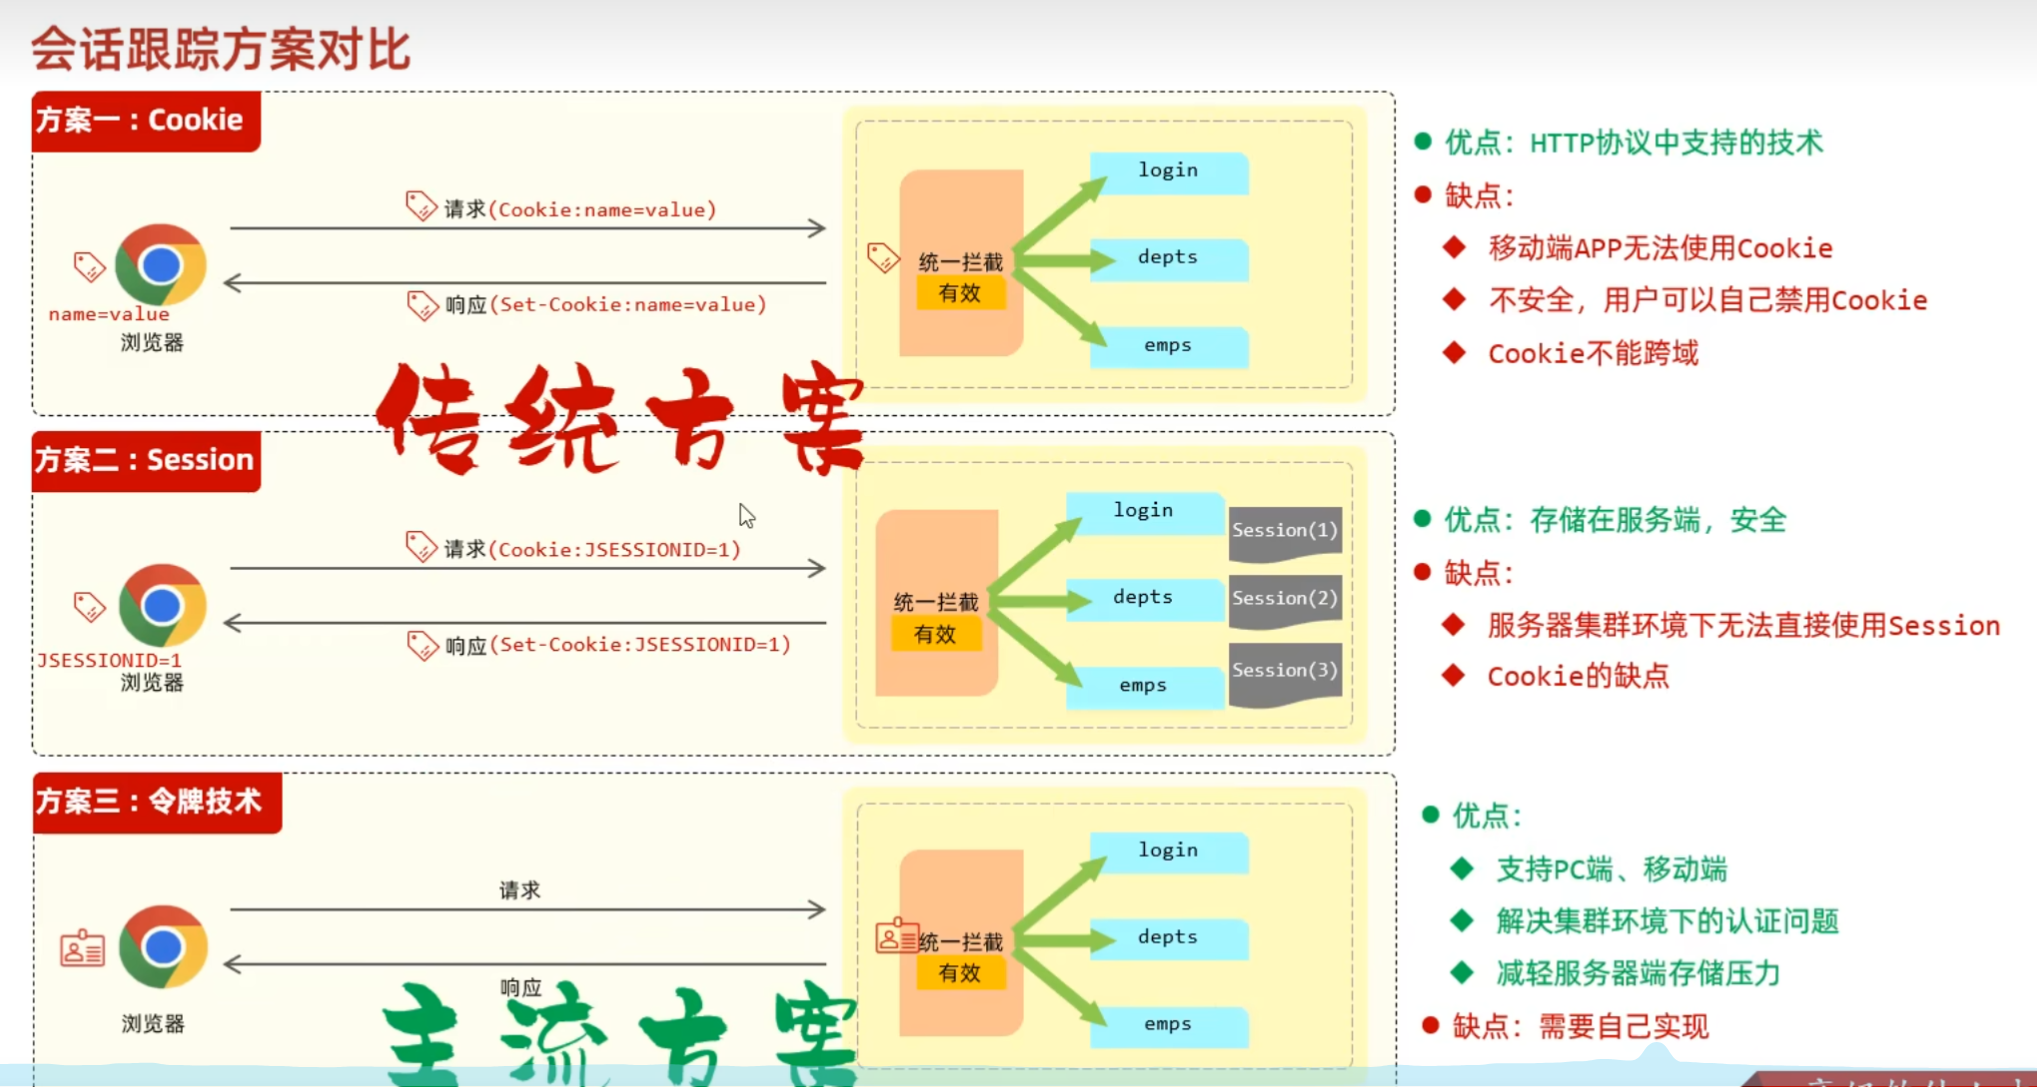 会话跟踪方案对比
方案一：Cookie
请求(Cookie:name=value)
响应(Set-Cookie:name=value)
name=value
浏览器
统一拦截
有效
login
depts
emps
优点：HTTP协议中支持的技术
缺点：
移动端APP无法使用Cookie
不安全，用户可以自己禁用Cookie
Cookie不能跨域
传统方案
方案二：Session
请求(Cookie:JSESSIONID=1)
响应(Set-Cookie:JSESSIONID=1)
JSESSIONID=1
浏览器
统一拦截
有效
login
depts
emps
Session(1)
Session(2)
Session(3)
优点：存储在服务端，安全
缺点：
服务器集群环境下无法直接使用Session
Cookie的缺点
方案三：令牌技术
请求
响应
浏览器
统一拦截
有效
login
depts
emps
优点：
支持PC端、移动端
解决集群环境下的认证问题
减轻服务器端存储压力
缺点：需要自己实现
主流方案